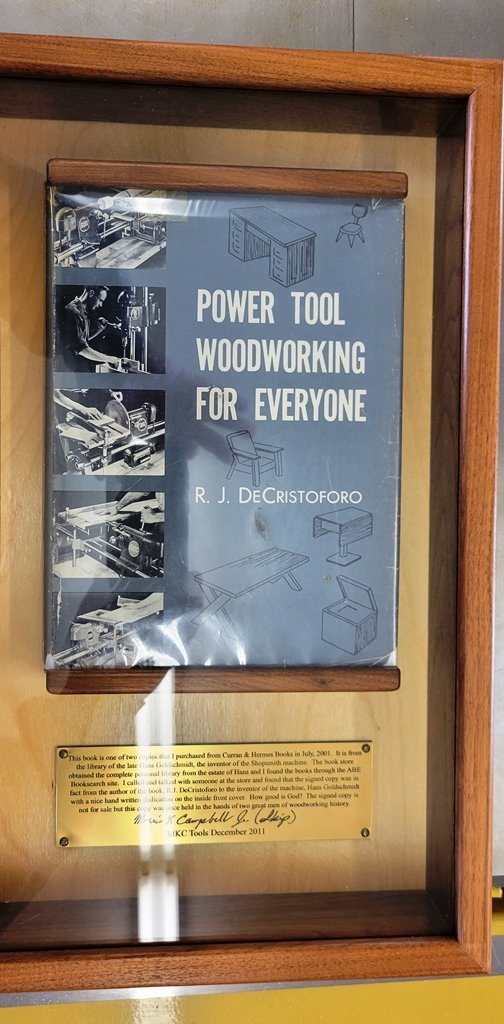 POWER TOOL
WOODWORKING
FOR EVERYONE
R. J. DECRISTOFORO
This book is one of two copies that I purchased from Curran & Hermes Books in July, 2001. It is from
the library of the late Hans Goldschmidt, the inventor of the Shopsmith machine. The book store
obtained the complete personal library from the estate of Hans and I found the books through the ABE
Booksearch site. I called and talked with someone at the store and found that the signed copy was in
fact from the author of the book, R.J. DeCristoforo to the inventor of the machine, Hans Goldschmidt
with a nice hand written dedication on the inside front cover. How good is God? The signed copy is
not for sale but this copy was once held in the hands of two great men of woodworking history.
Campbell Jr. (Skip)
MKC Tools December 2011